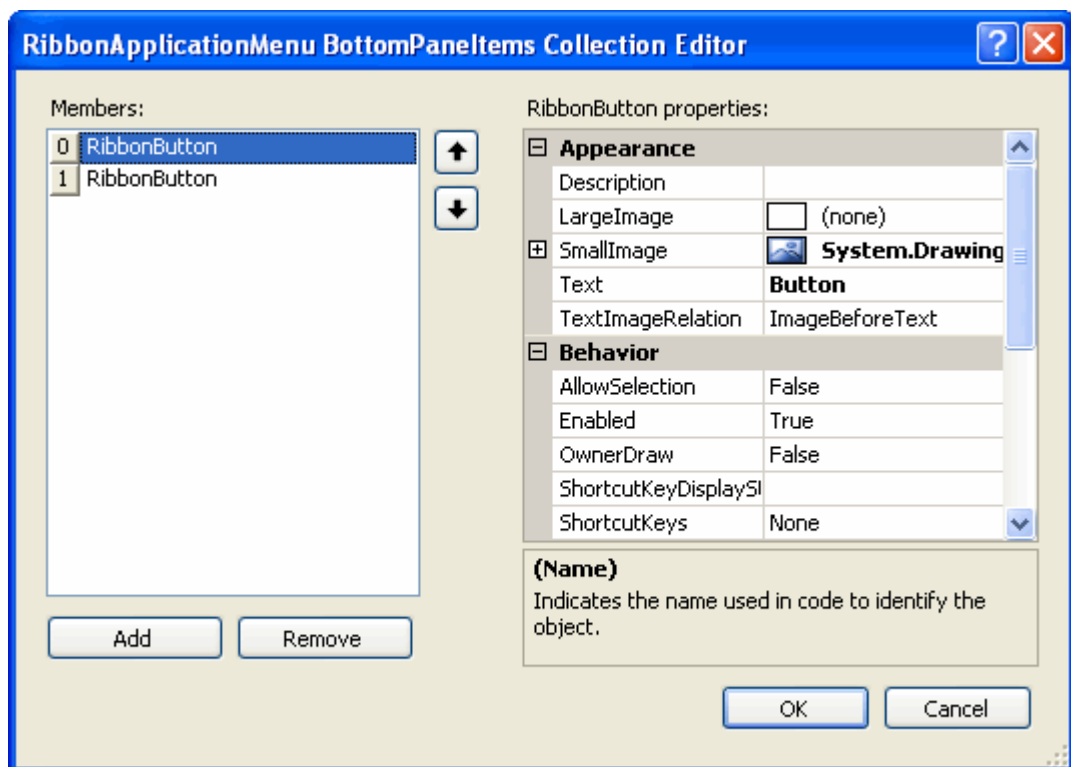 RibbonApplicationMenu BottomPaneItems Collection Editor
Members:
0 RibbonButton
1 RibbonButton
Add
Remove
RibbonButton properties:
Appearance
Description
LargeImage (none)
SmallImage System.Drawing
Text Button
TextImageRelation ImageBeforeText
Behavior
AllowSelection False
Enabled True
OwnerDraw False
ShortcutKeyDisplaySt
ShortcutKeys None
(Name)
Indicates the name used in code to identify the
object.
OK
Cancel